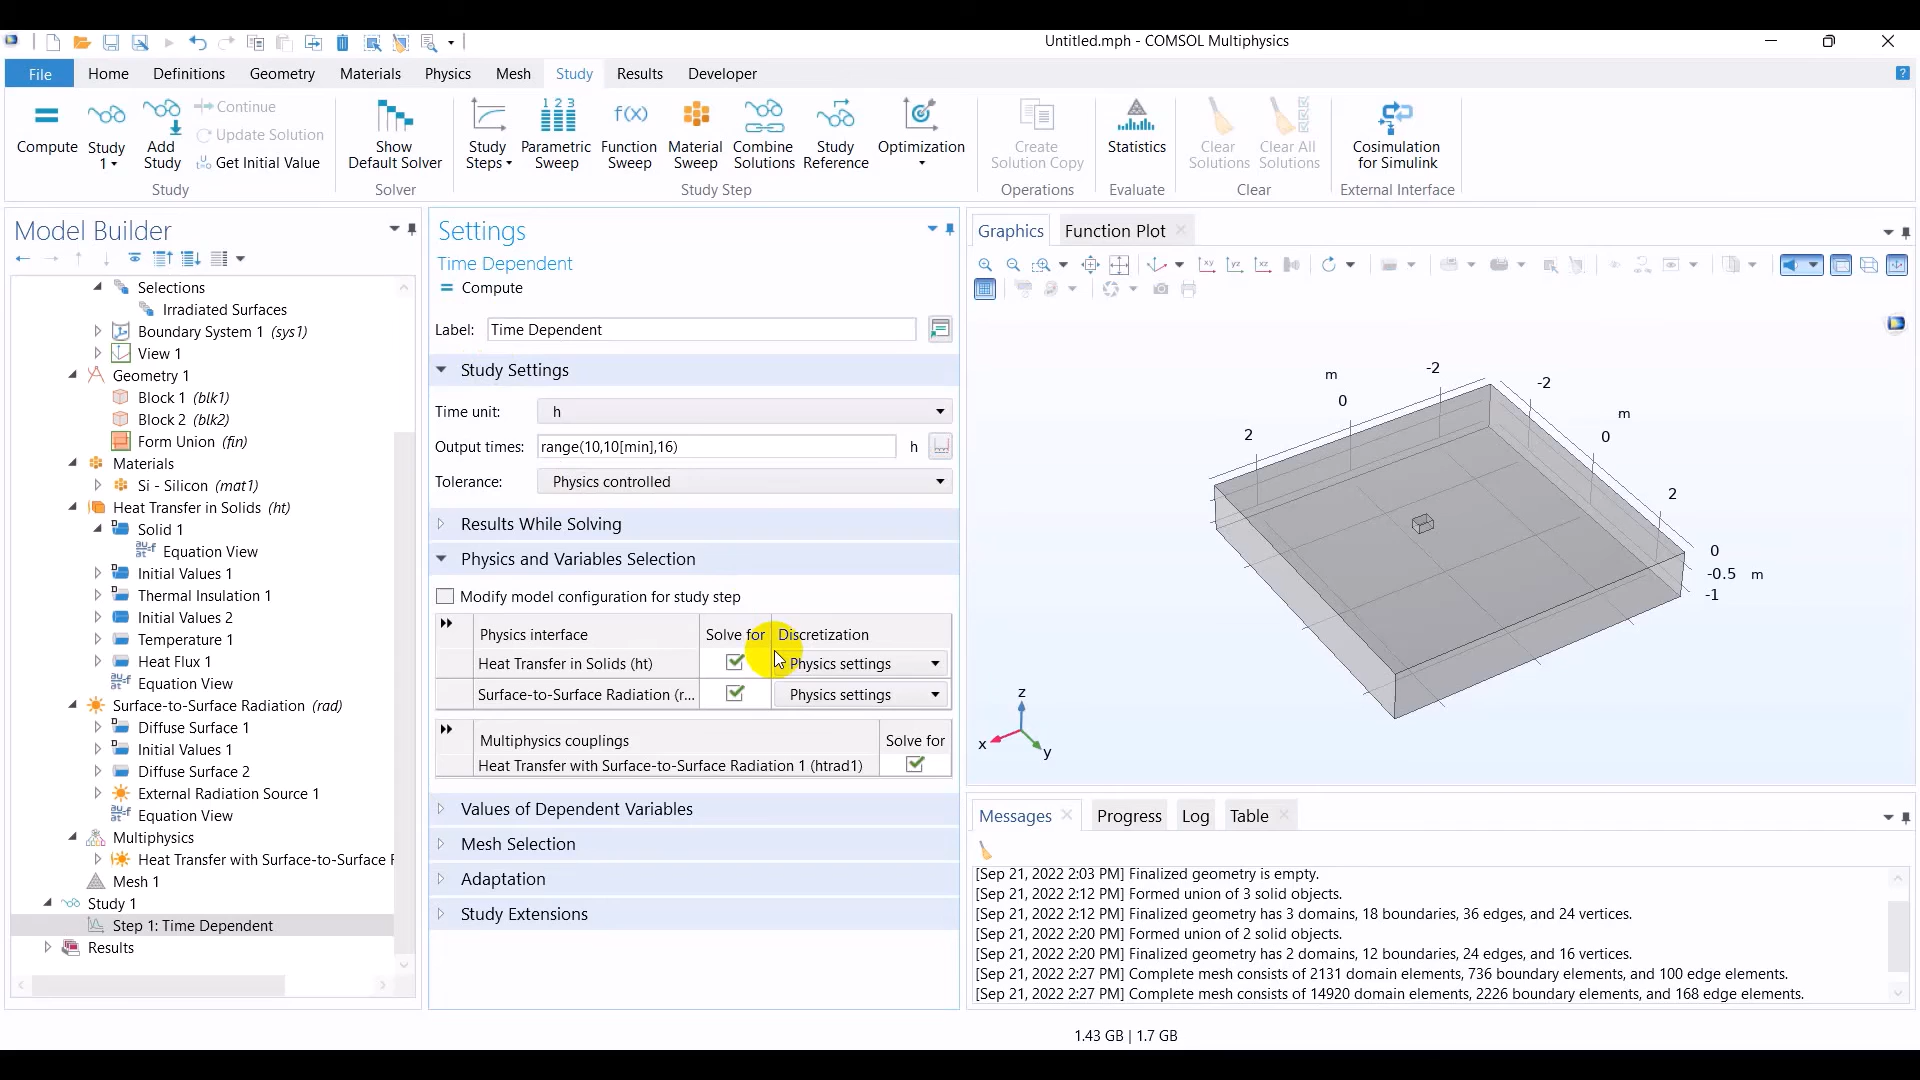 Untitled.mph - COMSOL Multiphysics
File Home Definitions Geometry Materials Physics Mesh Study Results Developer
Compute
Study 1
Add Study
Continue
Update Solution
Get Initial Value
Study
Show Default Solver
Solver
Study Steps
Parametric Sweep
Function Sweep
Material Sweep
Combine Solutions
Study Reference
Optimization
Study Step
Create Solution Copy
Operations
Statistics
Evaluate
Clear Solutions
Clear All Solutions
Clear
Cosimulation for Simulink
External Interface
Model Builder
Selections
Irradiated Surfaces
Boundary System 1 (sys1)
View 1
Geometry 1
Block 1 (blk1)
Block 2 (blk2)
Form Union (fin)
Materials
Si - Silicon (mat1)
Heat Transfer in Solids (ht)
Solid 1
Equation View
Initial Values 1
Thermal Insulation 1
Initial Values 2
Temperature 1
Heat Flux 1
Equation View
Surface-to-Surface Radiation (rad)
Diffuse Surface 1
Initial Values 1
Diffuse Surface 2
External Radiation Source 1
Equation View
Multiphysics
Heat Transfer with Surface-to-Surface
Mesh 1
Study 1
Step 1: Time Dependent
Results
Settings
Time Dependent
Compute
Label: Time Dependent
Study Settings
Time unit: h
Output times: range(10,10[min],16) h
Tolerance: Physics controlled
Results While Solving
Physics and Variables Selection
Modify model configuration for study step
Physics interface Solve for Discretization
Heat Transfer in Solids (ht) Physics settings
Surface-to-Surface Radiation (r... Physics settings
Multiphysics couplings Solve for
Heat Transfer with Surface-to-Surface Radiation 1 (htrad1)
Values of Dependent Variables
Mesh Selection
Adaptation
Study Extensions
Graphics Function Plot
-2
m
-2
0
m
2
0
2
0
-0.5 m
-1
z
x
y
Messages Progress Log Table
[Sep 21, 2022 2:03 PM] Finalized geometry is empty.
[Sep 21, 2022 2:12 PM] Formed union of 3 solid objects.
[Sep 21, 2022 2:12 PM] Finalized geometry has 3 domains, 18 boundaries, 36 edges, and 24 vertices.
[Sep 21, 2022 2:20 PM] Formed union of 2 solid objects.
[Sep 21, 2022 2:20 PM] Finalized geometry has 2 domains, 12 boundaries, 24 edges, and 16 vertices.
[Sep 21, 2022 2:27 PM] Complete mesh consists of 2131 domain elements, 736 boundary elements, and 100 edge elements.
[Sep 21, 2022 2:27 PM] Complete mesh consists of 14920 domain elements, 2226 boundary elements, and 168 edge elements.
1.43 GB | 1.7 GB